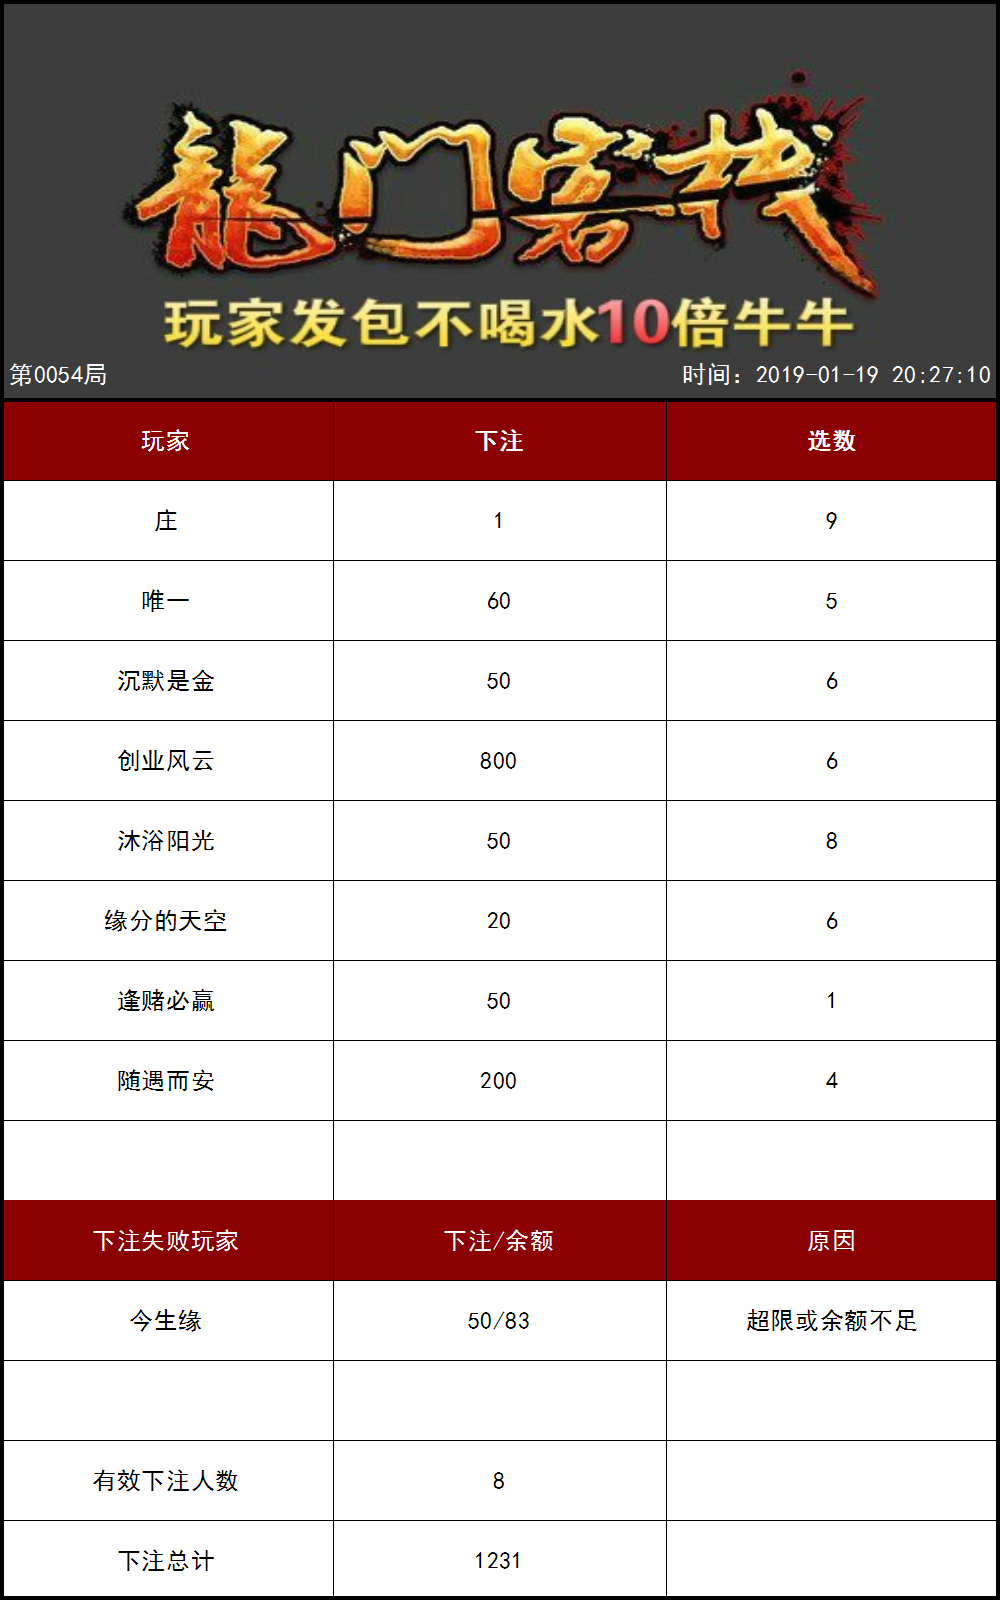 龍门客栈
玩家发包不喝水10倍牛牛
第0054局 时间：2019-01-19 20:27:10
玩家 下注 选数
庄 1 9
唯一 60 5
沉默是金 50 6
创业风云 800 6
沐浴阳光 50 8
缘分的天空 20 6
逢赌必赢 50 1
随遇而安 200 4
下注失败玩家 下注/余额 原因
今生缘 50/83 超限或余额不足
有效下注人数 8
下注总计 1231